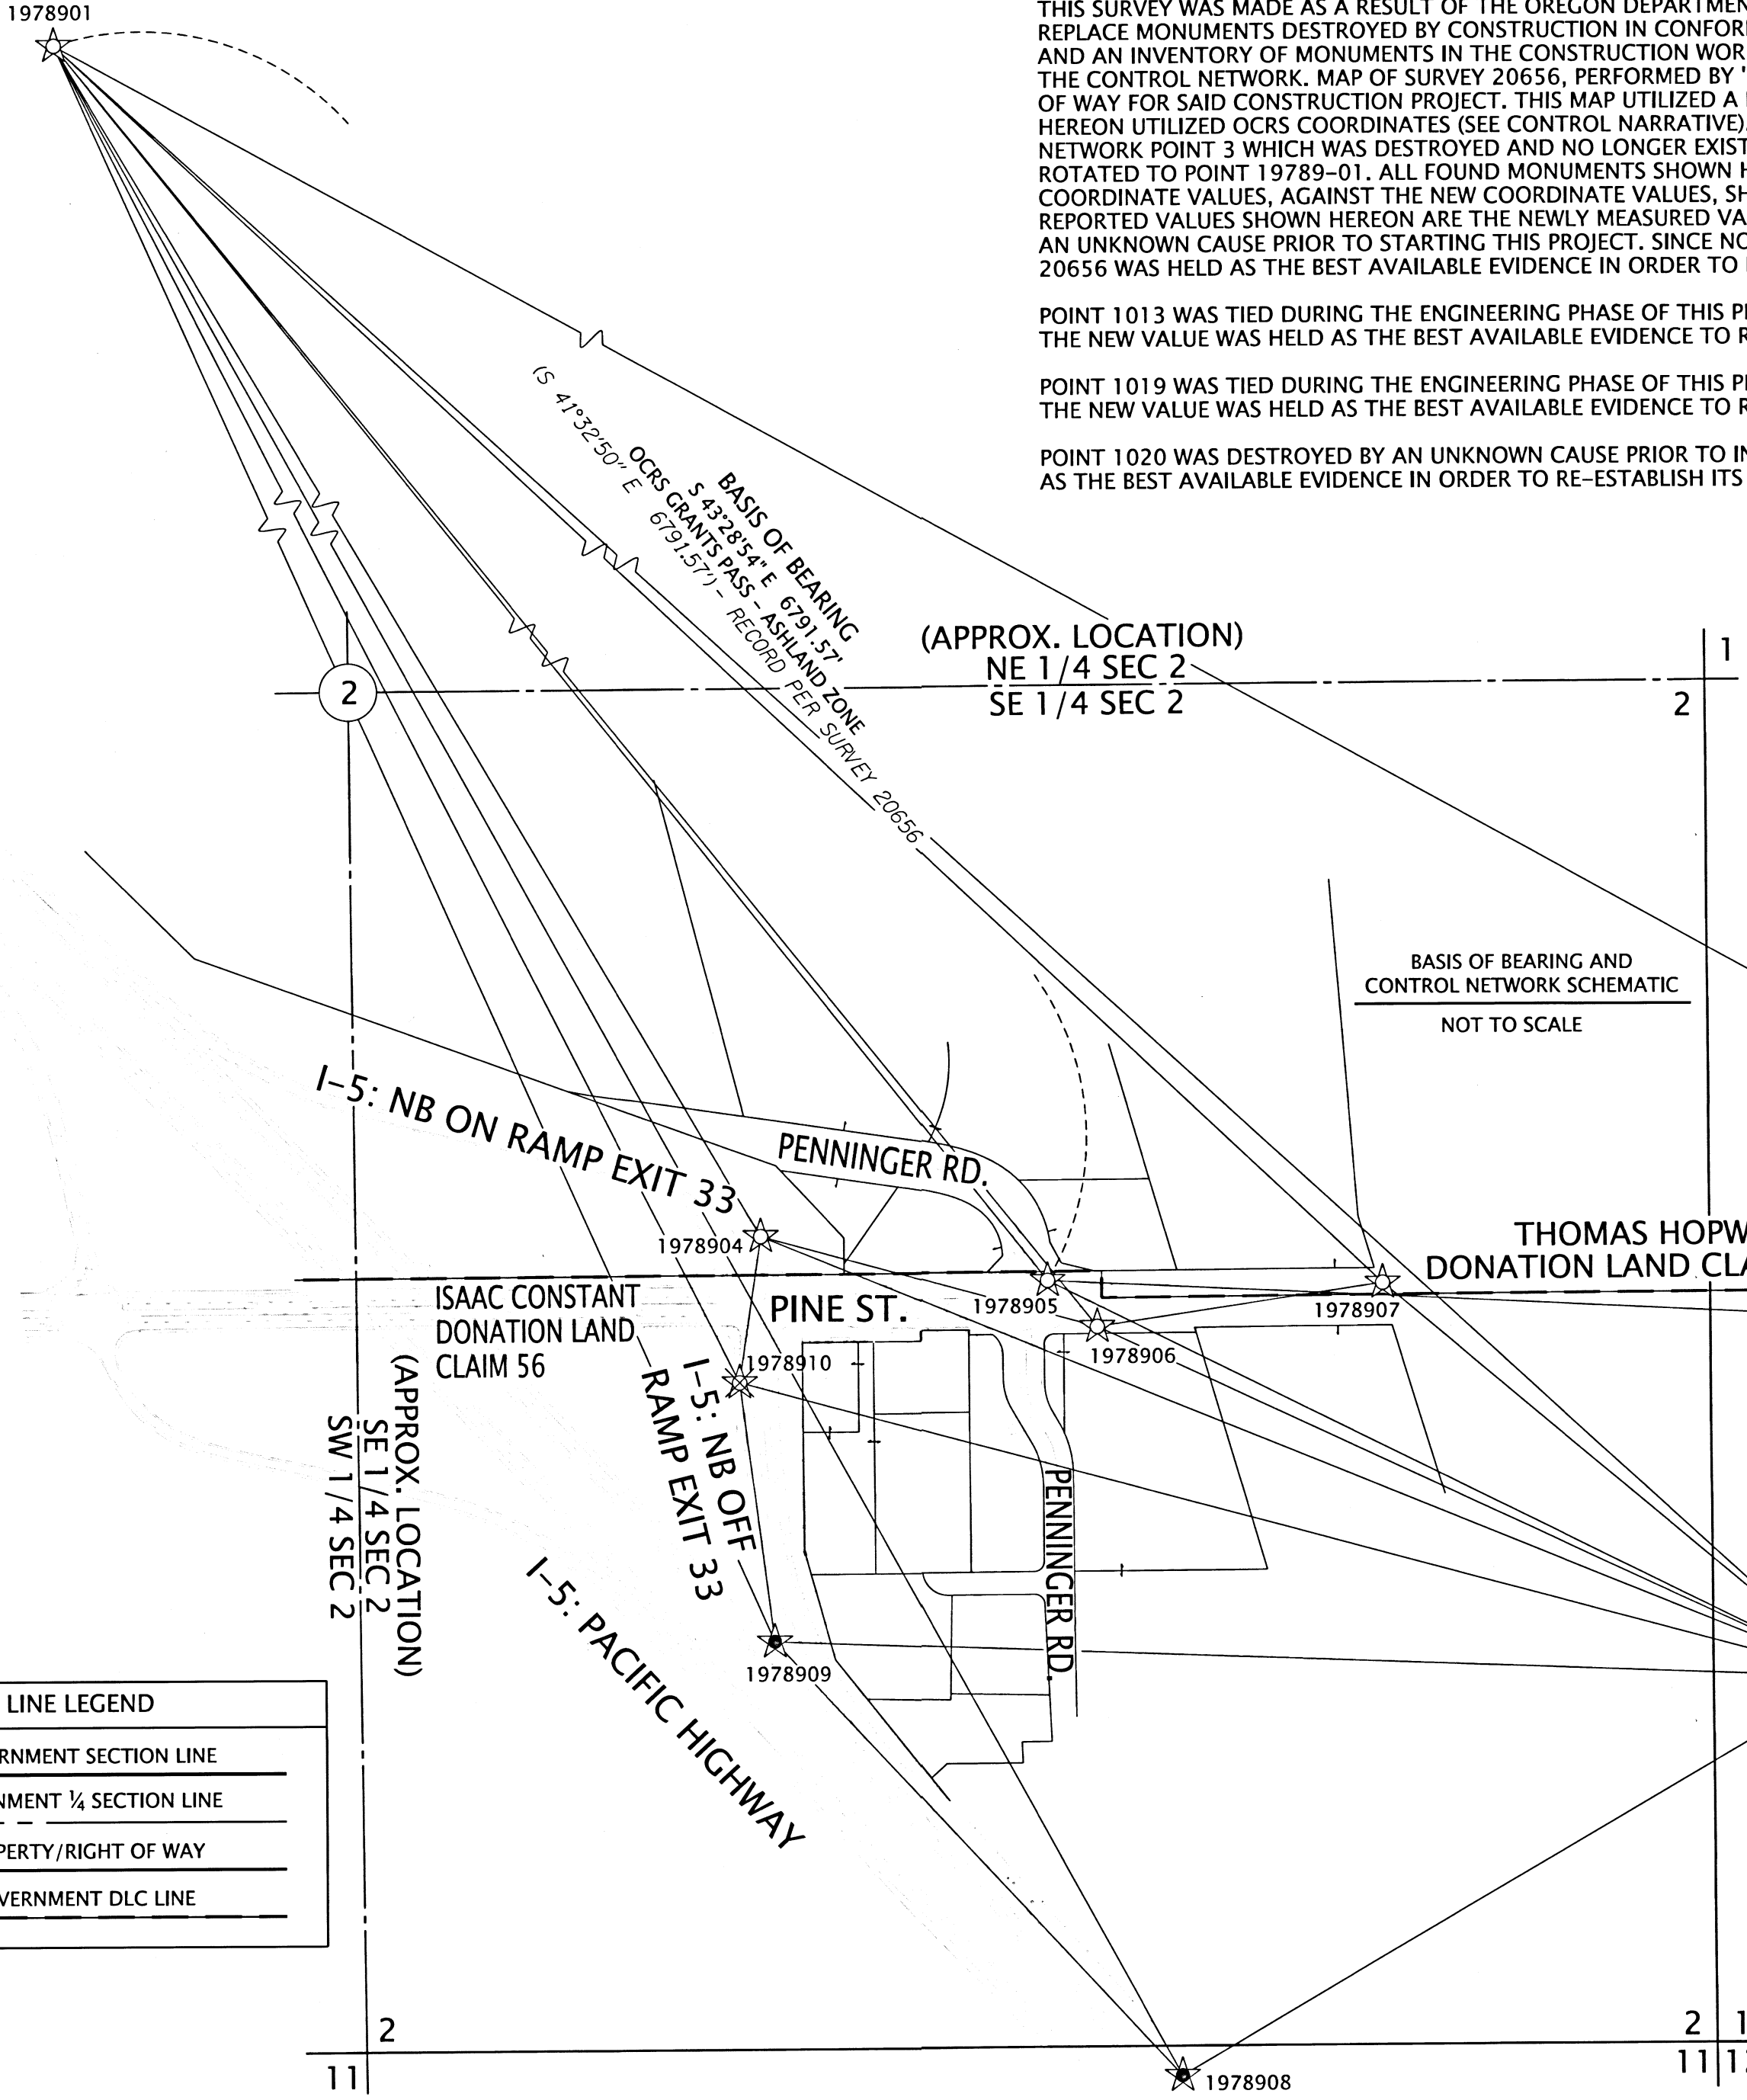 1978901
THIS SURVEY WAS MADE AS A RESULT OF THE OREGON
REPLACE MONUMENTS DESTROYED BY CONSTRUCTION IN
AND AN INVENTORY OF MONUMENTS IN THE CONSTRUCTION
THE CONTROL NETWORK. MAP OF SURVEY 20656, PERFORMED BY
OF WAY FOR SAID CONSTRUCTION PROJECT. THIS MAP UTILIZED A
HEREON UTILIZED OCRS COORDINATES (SEE CONTROL NARRATIVE).
NETWORK POINT 3 WHICH WAS DESTROYED AND NO LONGER
ROTATED TO POINT 19789-01. ALL FOUND MONUMENTS SHOWN
COORDINATE VALUES, AGAINST THE NEW COORDINATE VALUES,
REPORTED VALUES SHOWN HEREON ARE THE NEWLY MEASURED
AN UNKNOWN CAUSE PRIOR TO STARTING THIS PROJECT. SINCE
20656 WAS HELD AS THE BEST AVAILABLE EVIDENCE IN ORDER TO
POINT 1013 WAS TIED DURING THE ENGINEERING PHASE OF THIS
THE NEW VALUE WAS HELD AS THE BEST AVAILABLE EVIDENCE TO
POINT 1019 WAS TIED DURING THE ENGINEERING PHASE OF THIS
THE NEW VALUE WAS HELD AS THE BEST AVAILABLE EVIDENCE TO
POINT 1020 WAS DESTROYED BY AN UNKNOWN CAUSE PRIOR TO
AS THE BEST AVAILABLE EVIDENCE IN ORDER TO RE-ESTABLISH ITS
BASIS OF BEARING
S 43°28'54" E 6791.57'
OCRS GRANTS PASS - ASHLAND ZONE
(S 41°32'50" E 6791.57') - RECORD PER SURVEY 20656
(APPROX. LOCATION)
NE 1/4 SEC 2
SE 1/4 SEC 2
1
2
2
BASIS OF BEARING AND
CONTROL NETWORK SCHEMATIC
NOT TO SCALE
I-5: NB ON RAMP EXIT 33
PENNINGER RD.
1978904
THOMAS
DONATION LAND
ISAAC CONSTANT
DONATION LAND
CLAIM 56
PINE ST.
1978905
1978907
1978906
1978910
I-5: NB OFF
RAMP EXIT 33
(APPROX. LOCATION)
SE 1/4 SEC 2
SW 1/4 SEC 2
PENNINGER RD.
I-5: PACIFIC HIGHWAY
1978909
LINE LEGEND
SECTION LINE
¼ SECTION LINE
/RIGHT OF WAY
DLC LINE
2
11
2
11
1
1978908